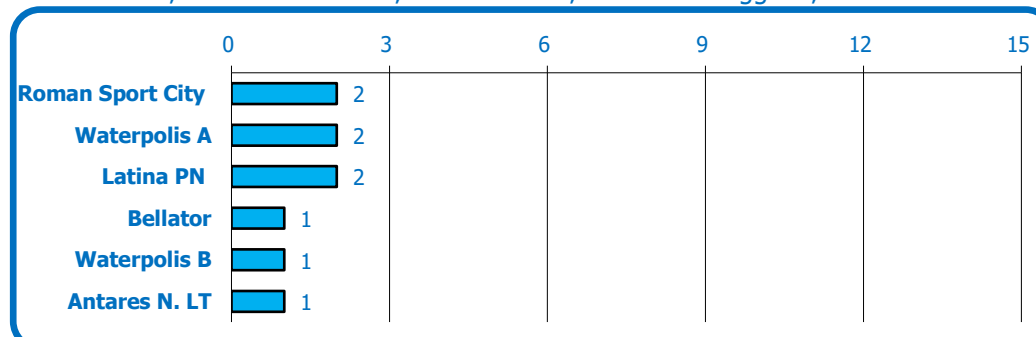 0 3 6 9 12 15
Roman Sport City 2
Waterpolis A 2
Latina PN 2
Bellator 1
Waterpolis B 1
Antares N. LT 1